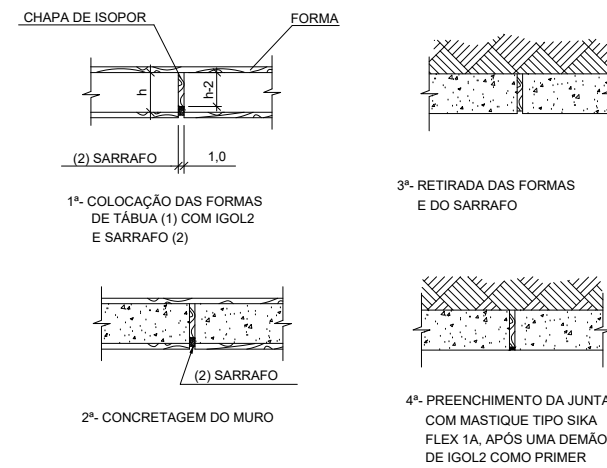 CHAPA DE ISOPOR
FORMA
h
h-2
(2) SARRAFO
1,0
1ª- COLOCAÇÃO DAS FORMAS
DE TÁBUA (1) COM IGOL2
E SARRAFO (2)
3ª- RETIRADA DAS FORMAS
E DO SARRAFO
(2) SARRAFO
2ª- CONCRETAGEM DO MURO
4ª- PREENCHIMENTO DA JUNTA
COM MASTIQUE TIPO SIKA
FLEX 1A, APÓS UMA DEMÃO
DE IGOL2 COMO PRIMER